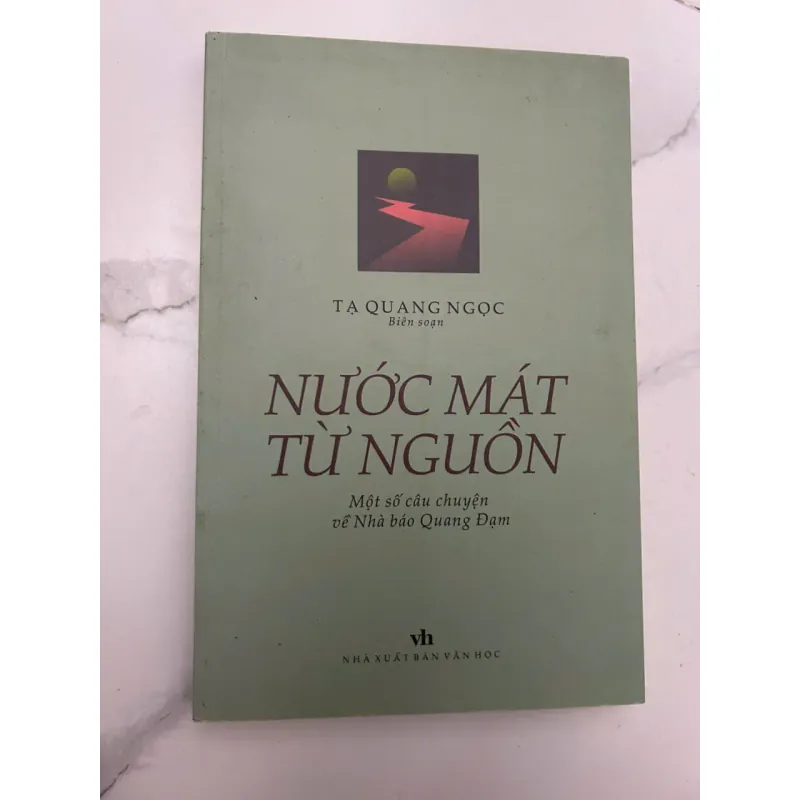 TẠ QUANG NGỌC
Biên soạn
NƯỚC MÁT
TỪ NGUỒN
Một số câu chuyện
về Nhà báo Quang Đạm
vh
NHÀ XUẤT BẢN VĂN HỌC